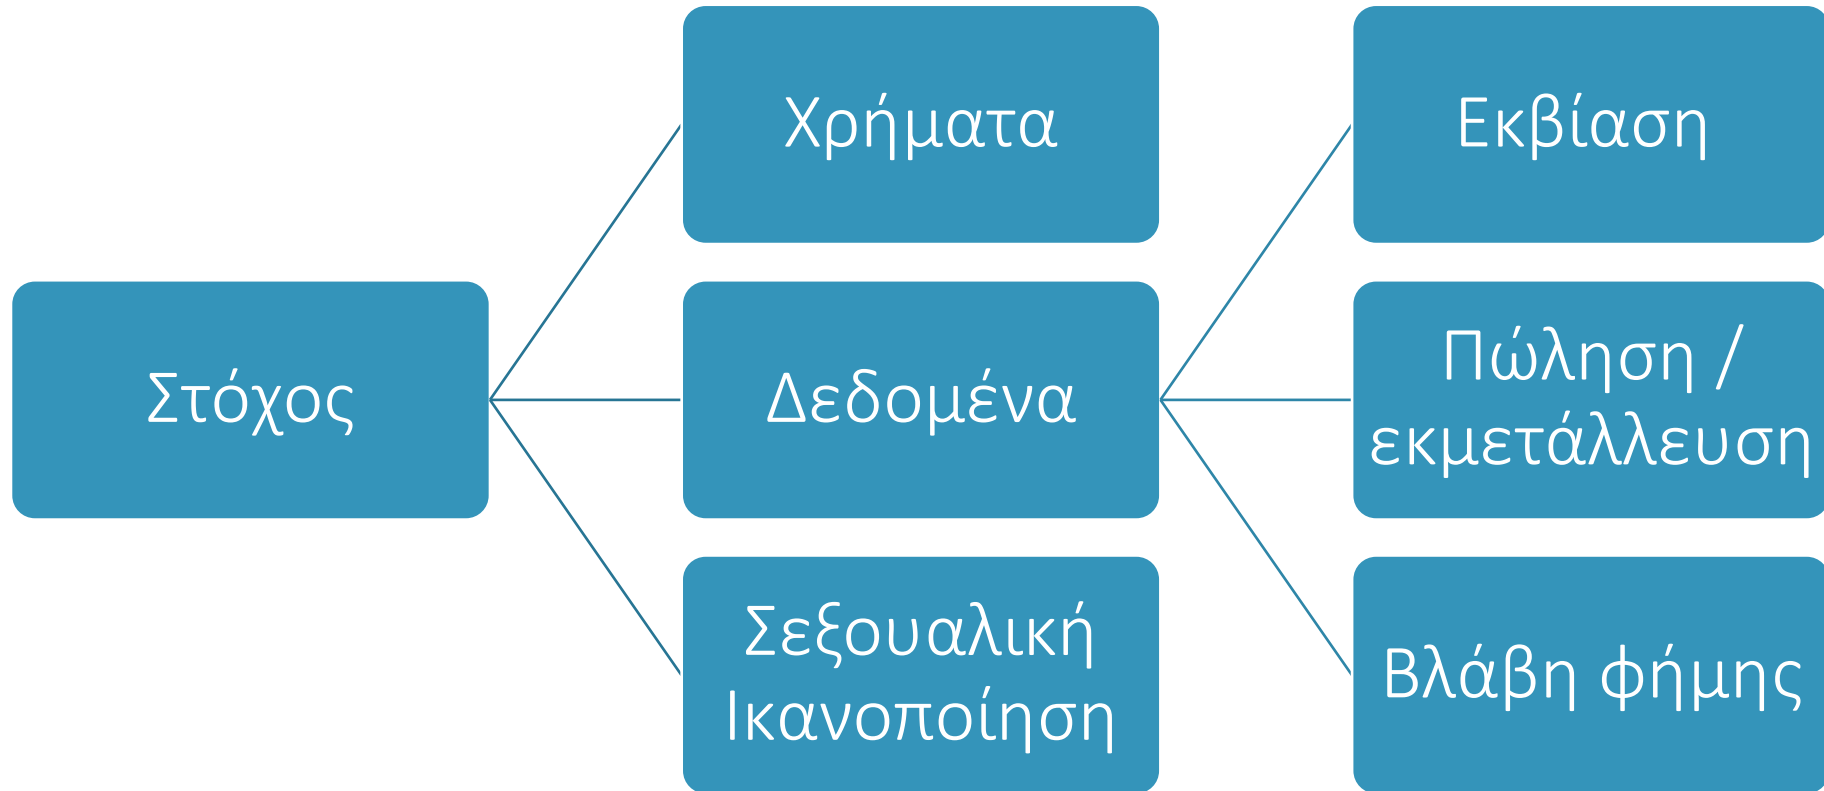 Στόχος
Χρήματα
Δεδομένα
Σεξουαλική
Ικανοποίηση
Εκβίαση
Πώληση /
εκμετάλλευση
Βλάβη φήμης